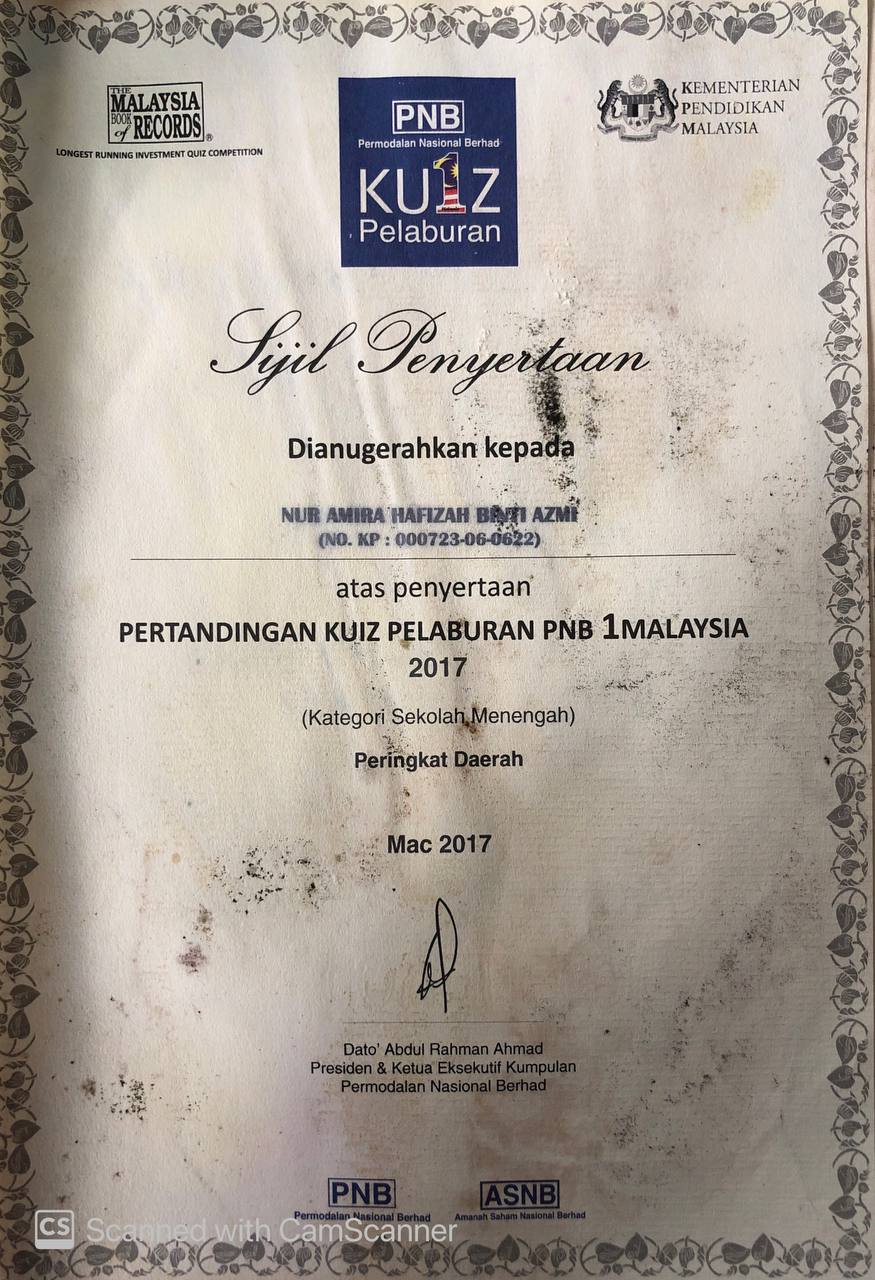 THE
MALAYSIA
BOOK
of RECORDS®
LONGEST RUNNING INVESTMENT QUIZ COMPETITION
PNB
Permodalan Nasional Berhad
KU1Z
Pelaburan
KEMENTERIAN
PENDIDIKAN
MALAYSIA
Sijil Penyertaan
Dianugerahkan kepada
NUR AMIRA HAFIZAH BINTI AZMI
(NO. KP : 000723-06-0622)
atas penyertaan
PERTANDINGAN KUIZ PELABURAN PNB 1MALAYSIA
2017
(Kategori Sekolah Menengah)
Peringkat Daerah
Mac 2017
Dato' Abdul Rahman Ahmad
Presiden & Ketua Eksekutif Kumpulan
Permodalan Nasional Berhad
PNB
Permodalan Nasional Berhad
ASNB
Amanah Saham Nasional Berhad
CS Scanned with CamScanner